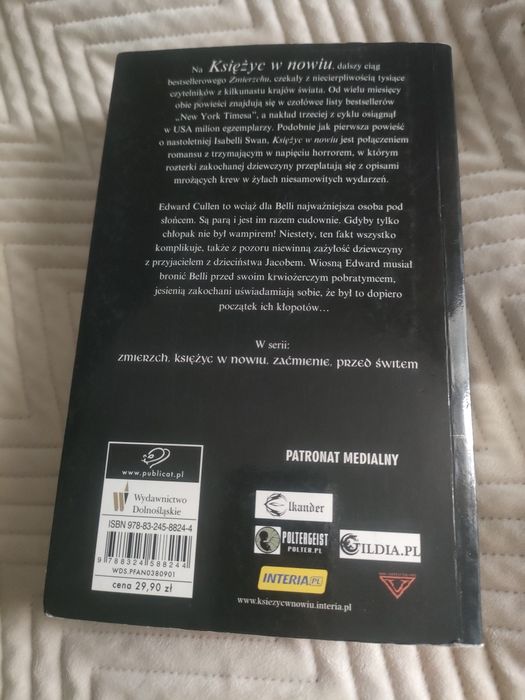 Na Księżyc w nowiu, dalszy ciąg
bestsellerowego Zmierzchu, czekały z niecierpliwością tysiące
czytelników z kilkunastu krajów świata. Od wielu miesięcy
obie powieści znajdują się w czołówce listy bestsellerów
„New York Timesa”, a nakład trzeciej z cyklu osiągnął
w USA milion egzemplarzy. Podobnie jak pierwsza powieść
o nastoletniej Isabelli Swan, Księżyc w nowiu jest połączeniem
romansu z trzymającym w napięciu horrorem, w którym
rozterki zakochanej dziewczyny przeplatają się z opisami
mrożących krew w żyłach niesamowitych wydarzeń.
Edward Cullen to wciąż dla Belli najważniejsza osoba pod
słońcem. Są parą i jest im razem cudownie. Gdyby tylko
chłopak nie był wampirem! Niestety, ten fakt wszystko
komplikuje, także z pozoru niewinną zażyłość dziewczyny
z przyjacielem z dzieciństwa Jacobem. Wiosną Edward musiał
bronić Belli przed swoim krwiożerczym pobratymcem,
jesienią zakochani uświadamiają sobie, że był to dopiero
początek ich kłopotów…
W serii:
zmierzch, księżyc w nowiu, zaćmienie, przed świtem
www.publicat.pl
Wydawnictwo
Dolnośląskie
ISBN 978-83-245-8824-4
9 788324 588244
WDS.PFAN0380901
cena 29,90 zł
PATRONAT MEDIALNY
Elkander
POLTERGEIST
POLTER.PL
GILDIA.PL
INTERIA.PL
www.ksiezycwnowiu.interia.pl